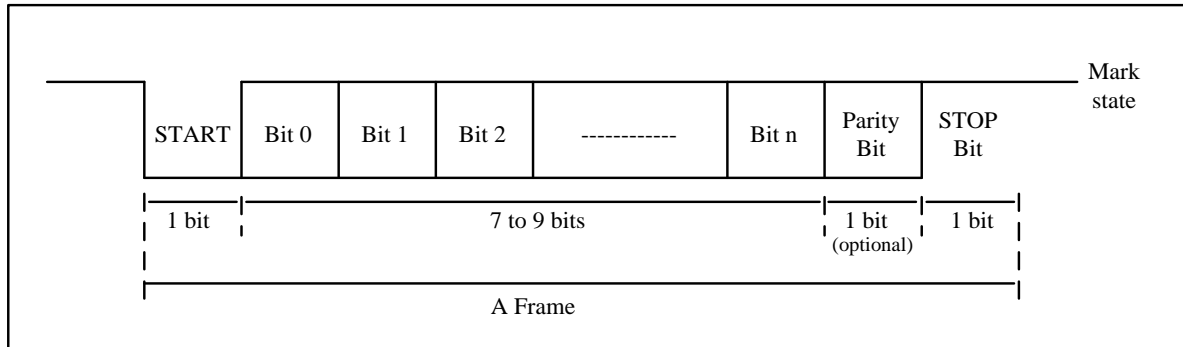 Mark
state
START
Bit 0
Bit 1
Bit 2
------------
Bit n
Parity
Bit
STOP
Bit
1 bit
7 to 9 bits
1 bit
(optional)
1 bit
A Frame